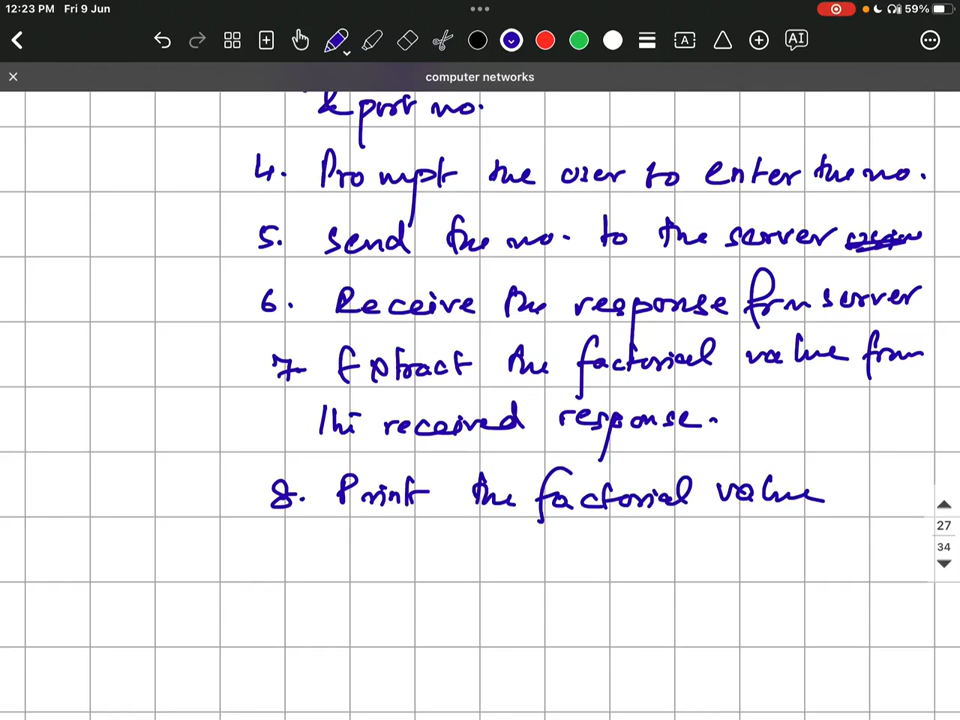 12:23 PM Fri 9 Jun 59%
A AI
computer networks
& port no.
4. Prompt the user to enter the no.
5. Send the no. to the server
6. Receive the response from server
7. Extract the factorial value from
the received response.
8. Print the factorial value
27
34